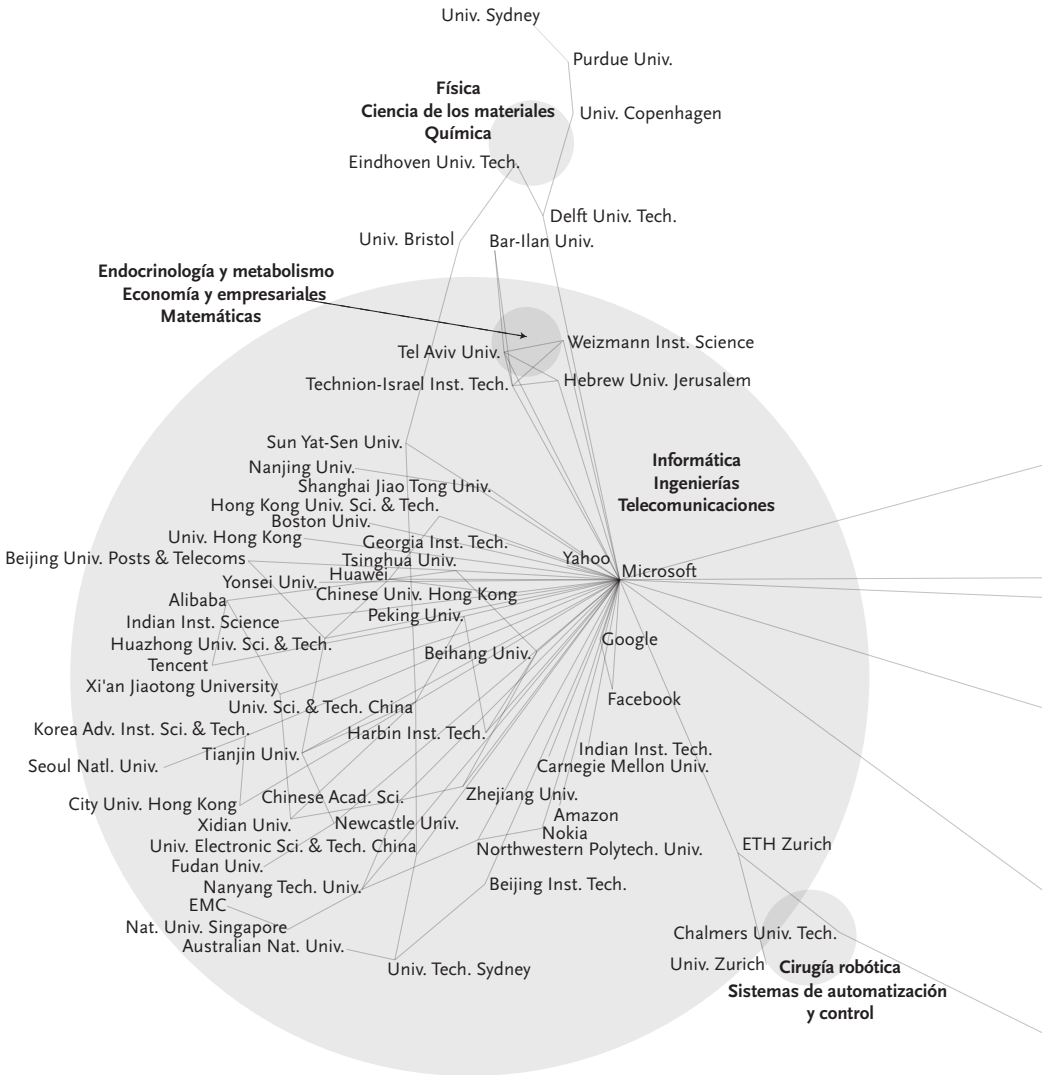 Univ. Sydney
Purdue Univ.
Física
Ciencia de los materiales
Química
Univ. Copenhagen
Eindhoven Univ. Tech.
Delft Univ. Tech.
Univ. Bristol
Bar-Ilan Univ.
Endocrinología y metabolismo
Economía y empresariales
Matemáticas
Weizmann Inst. Science
Tel Aviv Univ.
Technion-Israel Inst. Tech.
Hebrew Univ. Jerusalem
Sun Yat-Sen Univ.
Informática
Ingenierías
Telecomunicaciones
Nanjing Univ.
Shanghai Jiao Tong Univ.
Hong Kong Univ. Sci. & Tech.
Boston Univ.
Univ. Hong Kong
Georgia Inst. Tech.
Beijing Univ. Posts & Telecoms
Tsinghua Univ.
Yahoo
Microsoft
Huawei
Yonsei Univ.
Chinese Univ. Hong Kong
Alibaba
Peking Univ.
Indian Inst. Science
Google
Huazhong Univ. Sci. & Tech.
Beihang Univ.
Tencent
Xi'an Jiaotong University
Facebook
Univ. Sci. & Tech. China
Korea Adv. Inst. Sci. & Tech.
Harbin Inst. Tech.
Tianjin Univ.
Indian Inst. Tech.
Seoul Natl. Univ.
Carnegie Mellon Univ.
Chinese Acad. Sci.
Zhejiang Univ.
City Univ. Hong Kong
Amazon
Xidian Univ.
Newcastle Univ.
Nokia
Univ. Electronic Sci. & Tech. China
Northwestern Polytech. Univ.
ETH Zurich
Fudan Univ.
Nanyang Tech. Univ.
Beijing Inst. Tech.
EMC
Nat. Univ. Singapore
Chalmers Univ. Tech.
Australian Nat. Univ.
Univ. Tech. Sydney
Univ. Zurich
Cirugía robótica
Sistemas de automatización
y control